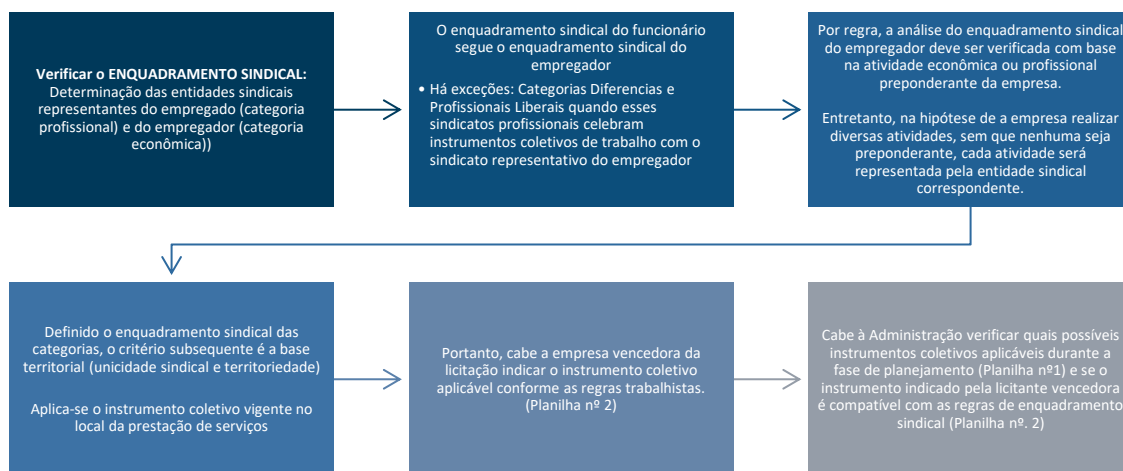 Verificar o ENQUADRAMENTO SINDICAL:
Determinação das entidades sindicais
representantes do empregado (categoria
profissional) e do empregador (categoria
econômica))
O enquadramento sindical do funcionário
segue o enquadramento sindical do
empregador
• Há exceções: Categorias Diferencias e
Profissionais Liberais quando esses
sindicatos profissionais celebram
instrumentos coletivos de trabalho com o
sindicato representativo do empregador
Por regra, a análise do enquadramento sindical
do empregador deve ser verificada com base
na atividade econômica ou profissional
preponderante da empresa.
Entretanto, na hipótese de a empresa realizar
diversas atividades, sem que nenhuma seja
preponderante, cada atividade será
representada pela entidade sindical
correspondente.
Definido o enquadramento sindical das
categorias, o critério subsequente é a base
territorial (unicidade sindical e territoriedade)
Aplica-se o instrumento coletivo vigente no
local da prestação de serviços
Portanto, cabe a empresa vencedora da
licitação indicar o instrumento coletivo
aplicável conforme as regras trabalhistas.
(Planilha nº 2)
Cabe à Administração verificar quais possíveis
instrumentos coletivos aplicáveis durante a
fase de planejamento (Planilha nº1) e se o
instrumento indicado pela licitante vencedora
é compatível com as regras de enquadramento
sindical (Planilha nº. 2)